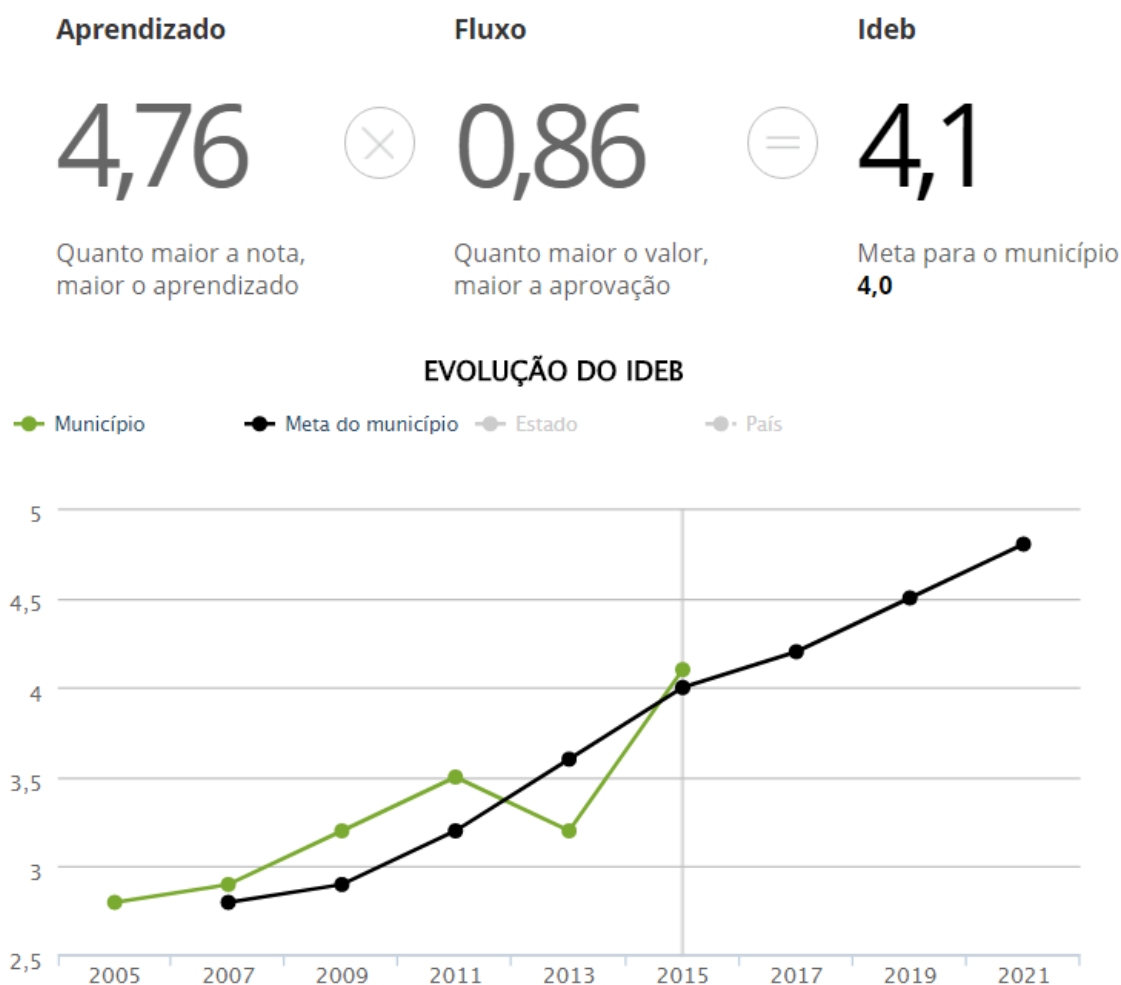 Aprendizado Fluxo Ideb
4,76 × 0,86 = 4,1
Quanto maior a nota, Quanto maior o valor, Meta para o município
maior o aprendizado maior a aprovação 4,0
EVOLUÇÃO DO IDEB
Município Meta do município Estado País
5
4,5
4
3,5
3
2,5
2005 2007 2009 2011 2013 2015 2017 2019 2021